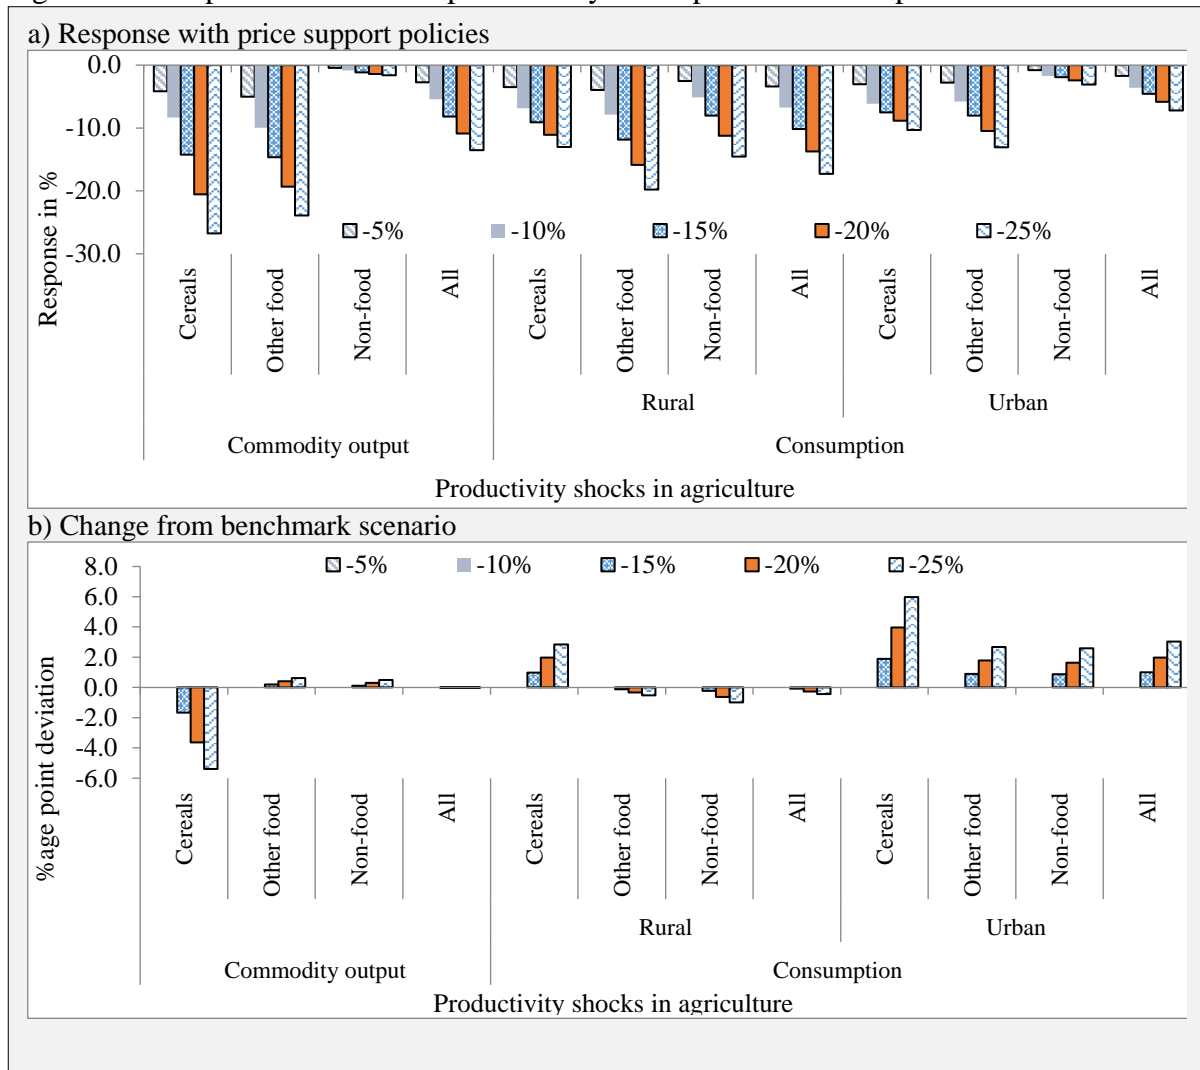 a) Response with price support policies
0.0
-10.0
-20.0
-30.0
Response in %
-5% -10% -15% -20% -25%
Cereals Other food Non-food All Cereals Other food Non-food All Cereals Other food Non-food All
Rural Urban
Commodity output Consumption
Productivity shocks in agriculture
b) Change from benchmark scenario
8.0
6.0
4.0
2.0
0.0
-2.0
-4.0
-6.0
%age point deviation
-5% -10% -15% -20% -25%
Cereals Other food Non-food All Cereals Other food Non-food All Cereals Other food Non-food All
Rural Urban
Commodity output Consumption
Productivity shocks in agriculture